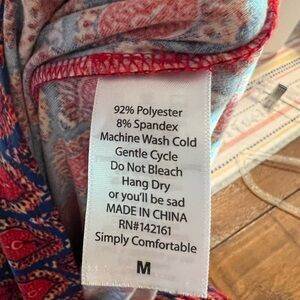 92% Polyester
8% Spandex
Machine Wash Cold
Gentle Cycle
Do Not Bleach
Hang Dry
or you'll be sad
MADE IN CHINA
RN#142161
Simply Comfortable
M